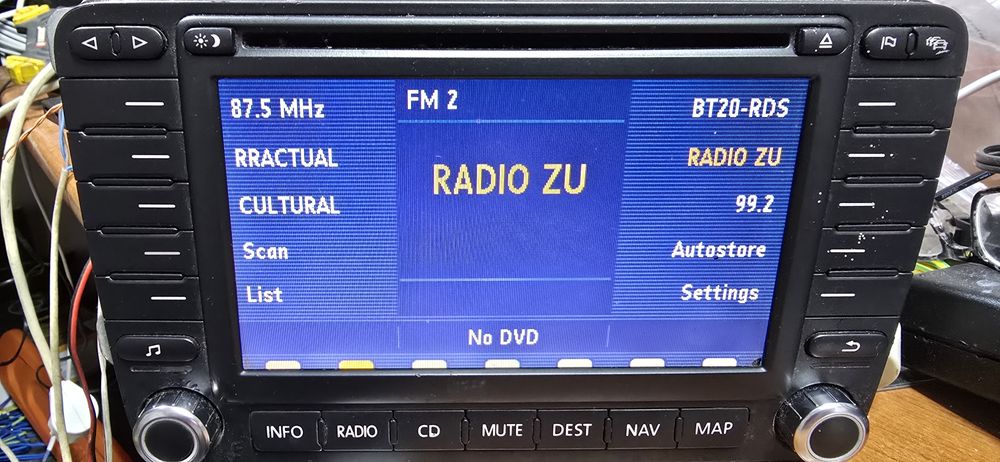 87.5 MHz
FM 2
BT20-RDS
RRACTUAL
RADIO ZU
RADIO ZU
CULTURAL
99.2
Scan
Autostore
List
Settings
No DVD
INFO
RADIO
CD
MUTE
DEST
NAV
MAP